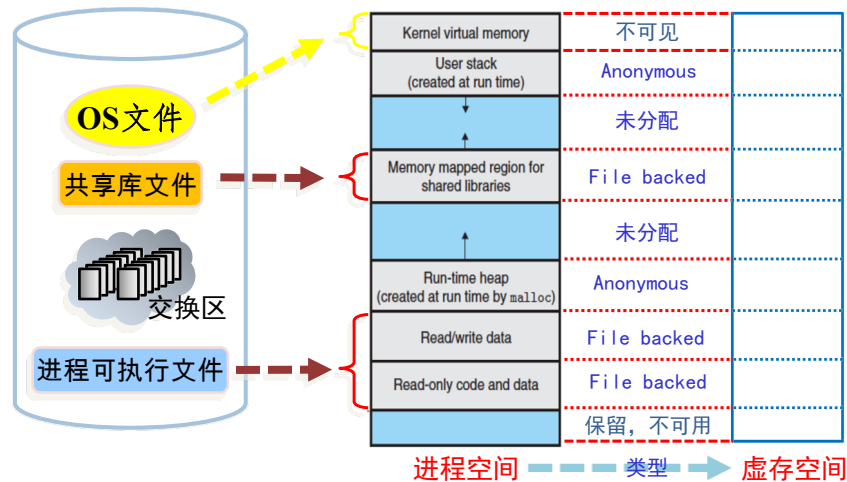 OS文件
共享库文件
交换区
进程可执行文件
Kernel virtual memory
不可见
User stack
(created at run time)
Anonymous
未分配
Memory mapped region for
shared libraries
File backed
未分配
Run-time heap
(created at run time by malloc)
Anonymous
Read/write data
File backed
Read-only code and data
File backed
保留，不可用
进程空间
类型
虚存空间